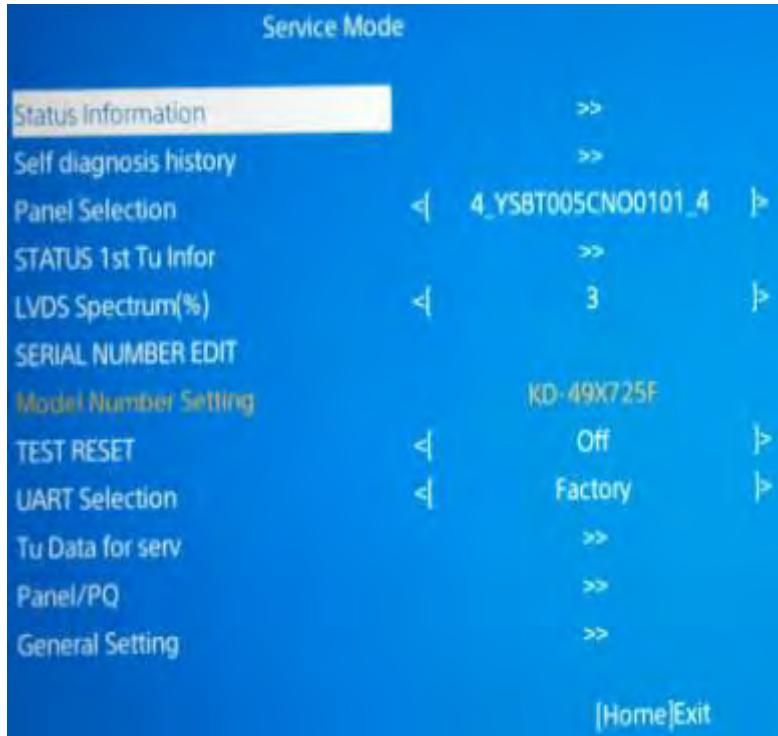 Service Mode
Status Information >>
Self diagnosis history >>
Panel Selection <[ 4_YS8T005CNO0101_4 ]>
STATUS 1st Tu Infor >>
LVDS Spectrum(%) <[ 3 ]>
SERIAL NUMBER EDIT
Model Number Setting KD-49X725F
TEST RESET <[ Off ]>
UART Selection <[ Factory ]>
Tu Data for serv >>
Panel/PQ >>
General Setting >>
[Home]Exit